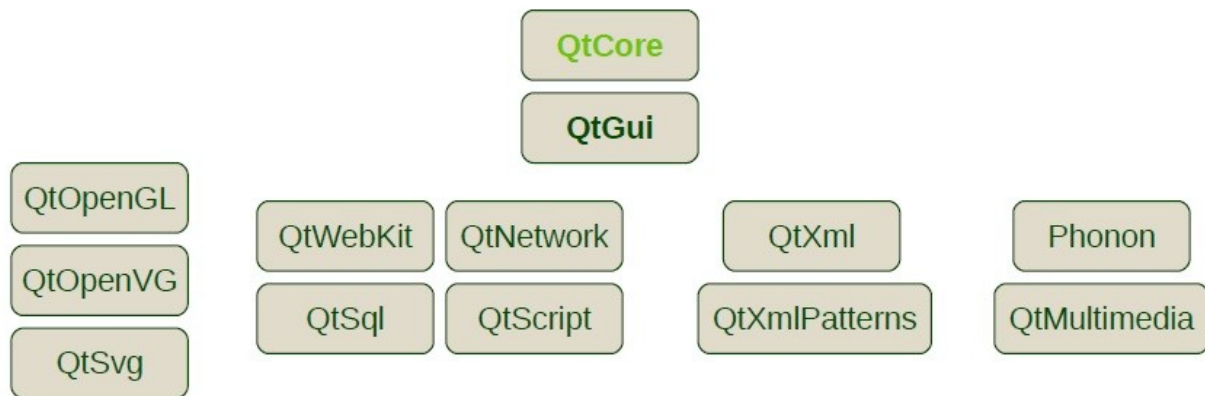 QtCore
QtGui
QtOpenGL
QtOpenVG
QtSvg
QtWebKit
QtNetwork
QtSql
QtScript
QtXml
QtXmlPatterns
Phonon
QtMultimedia